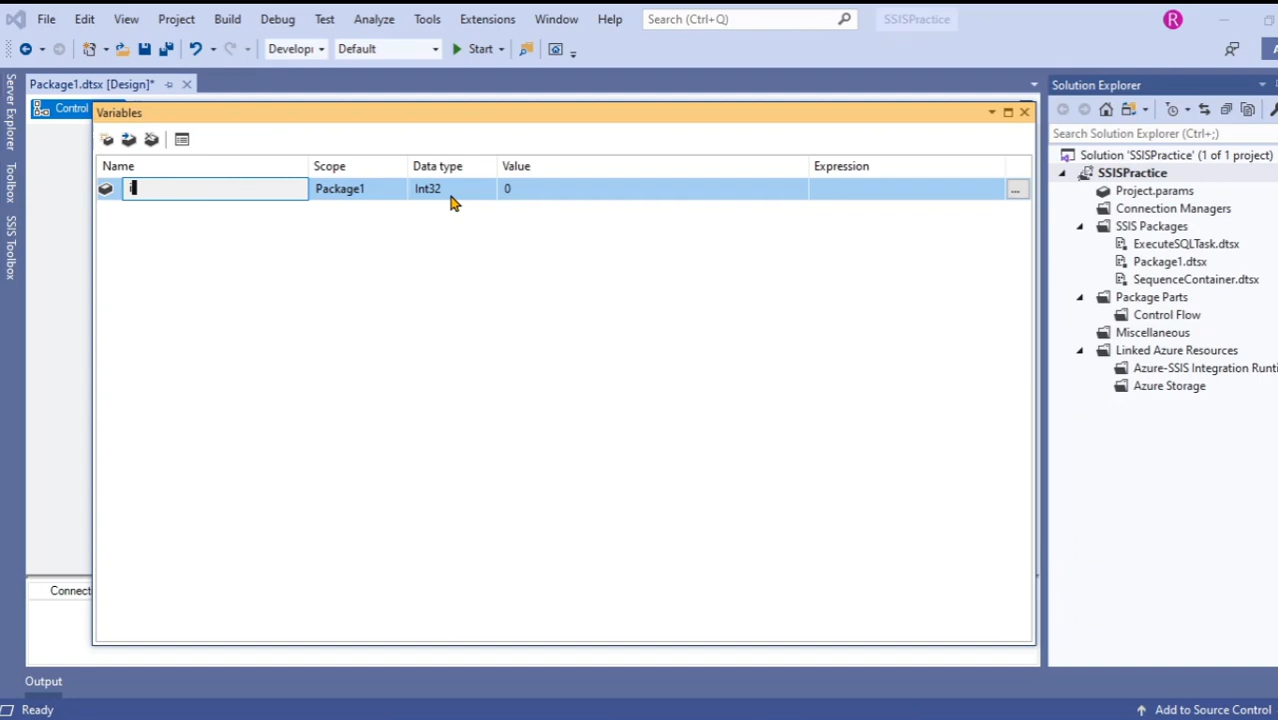 File Edit View Project Build Debug Test Analyze Tools Extensions Window Help Search (Ctrl+Q) SSISPractice R
Develop Default Start
Server Explorer
Toolbox
SSIS Toolbox
Package1.dtsx [Design]*
Control
Variables
Name Scope Data type Value Expression
i Package1 Int32 0 ...
Connect
Output
Ready
Solution Explorer
Search Solution Explorer (Ctrl+;)
Solution 'SSISPractice' (1 of 1 project)
SSISPractice
Project.params
Connection Managers
SSIS Packages
ExecuteSQLTask.dtsx
Package1.dtsx
SequenceContainer.dtsx
Package Parts
Control Flow
Miscellaneous
Linked Azure Resources
Azure-SSIS Integration Runti
Azure Storage
Add to Source Control